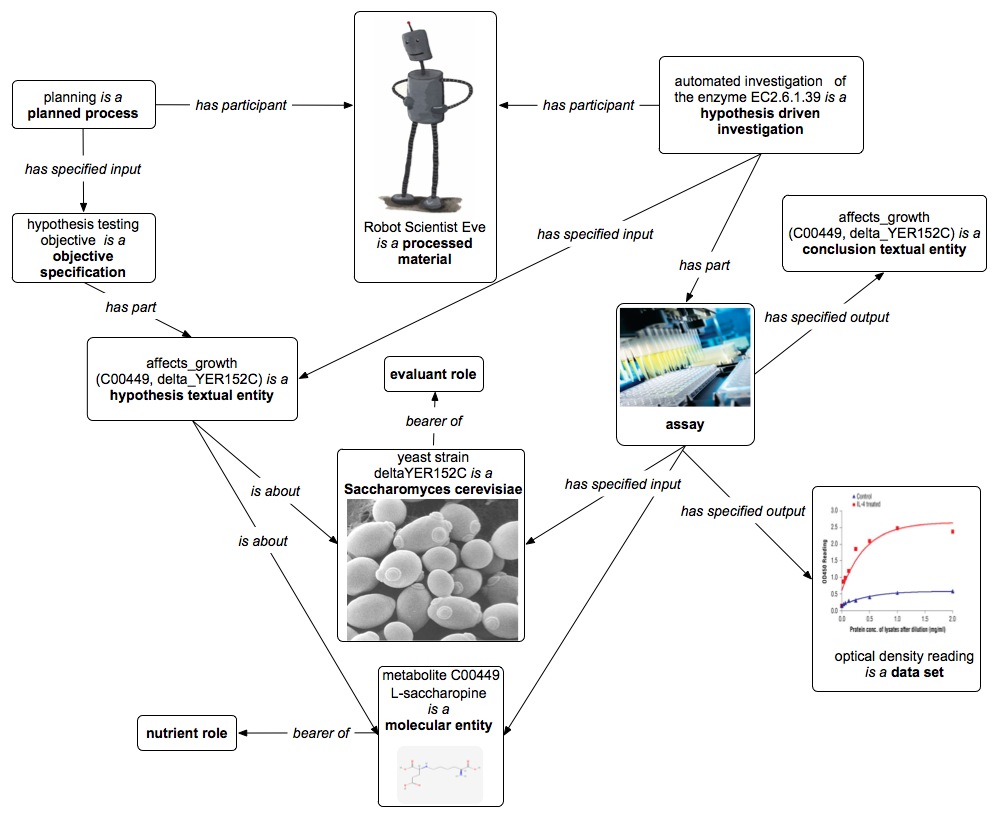 planning is a
planned process
has participant
Robot Scientist Eve
is a processed
material
has participant
automated investigation of
the enzyme EC2.6.1.39 is a
hypothesis driven
investigation
has specified input
hypothesis testing
objective is a
objective
specification
has specified input
has part
affects_growth
(C00449, delta_YER152C) is a
conclusion textual entity
has part
has specified output
affects_growth
(C00449, delta_YER152C) is a
hypothesis textual entity
evaluant role
bearer of
assay
yeast strain
deltaYER152C is a
Saccharomyces cerevisiae
is about
is about
has specified input
has specified output
Control
IL-4 treated
3.0
2.5
2.0
1.5
1.0
0.5
0.0
OD450 Reading
0.0 0.5 1.0 1.5 2.0
Protein conc. of lysates after dilution (mg/ml)
optical density reading
is a data set
metabolite C00449
L-saccharopine
is a
molecular entity
nutrient role
bearer of